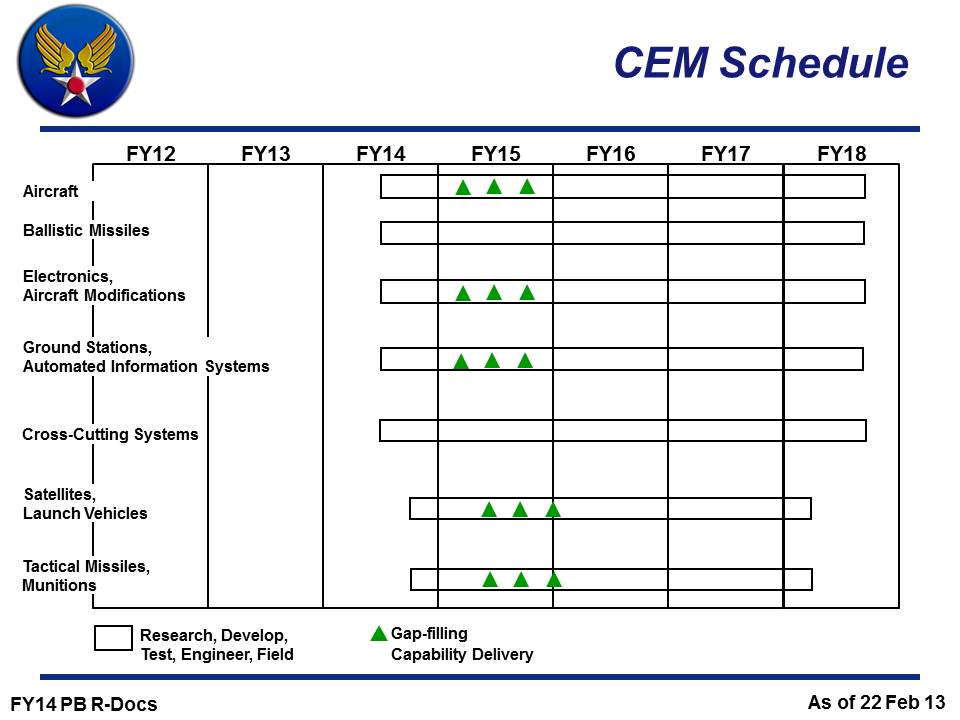 CEM Schedule
FY12 FY13 FY14 FY15 FY16 FY17 FY18
Aircraft
Ballistic Missiles
Electronics,
Aircraft Modifications
Ground Stations,
Automated Information Systems
Cross-Cutting Systems
Satellites,
Launch Vehicles
Tactical Missiles,
Munitions
Research, Develop,
Test, Engineer, Field
Gap-filling
Capability Delivery
FY14 PB R-Docs
As of 22 Feb 13